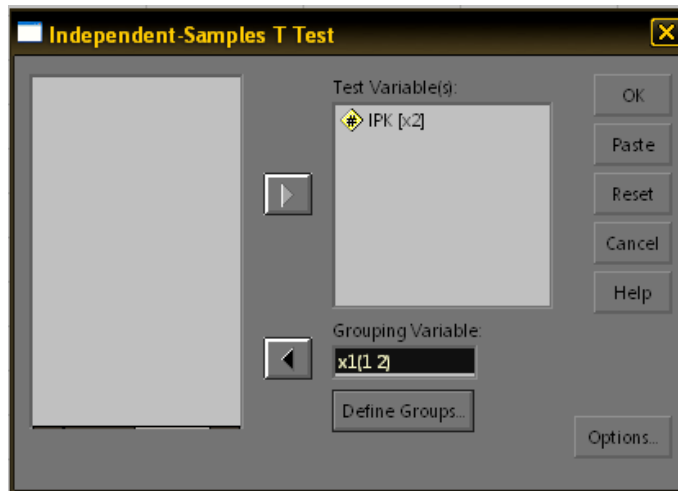 Independent-Samples T Test
Test Variable(s):
# IPK [x2]
OK
Paste
Reset
Cancel
Help
Grouping Variable:
x1(1 2)
Define Groups...
Options...